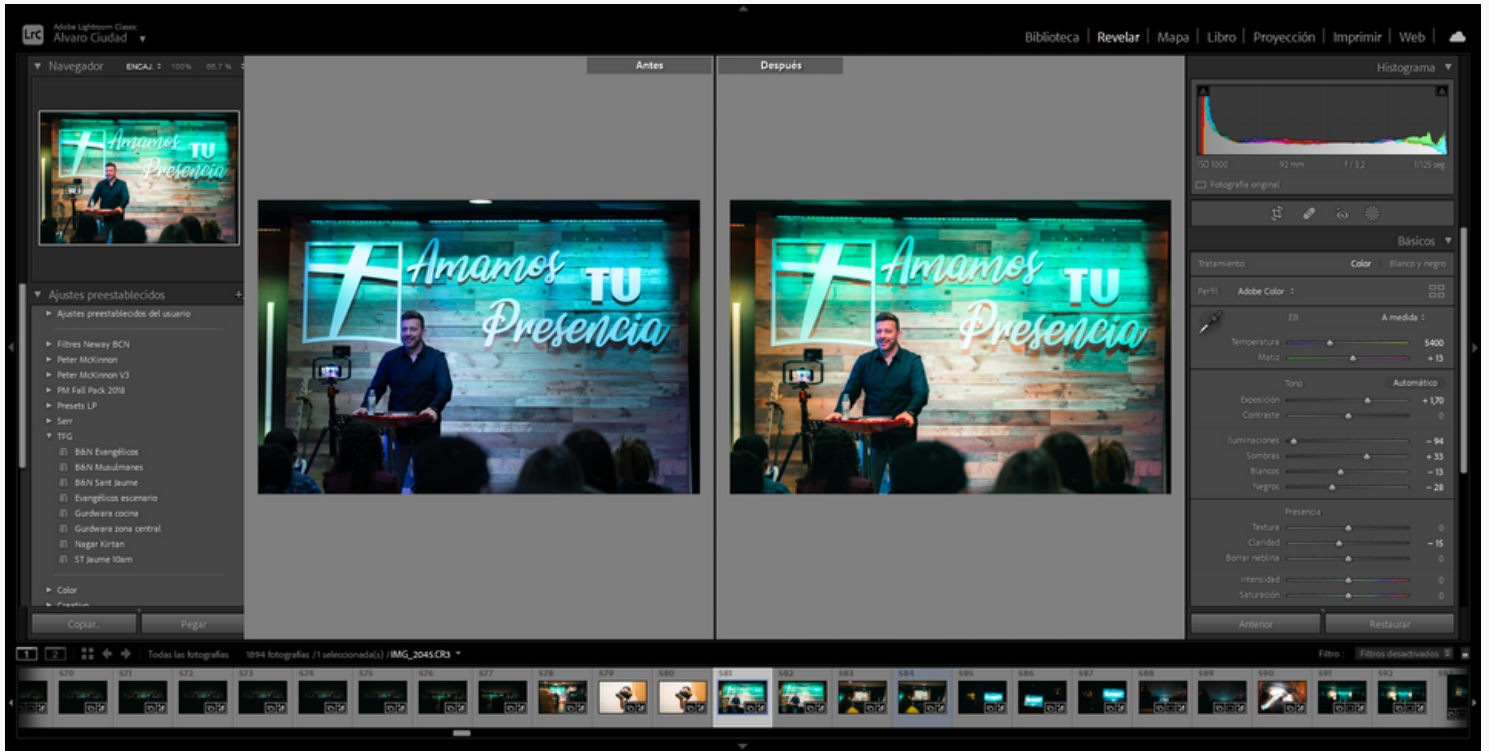 LrC
Adobe Lightroom Classic
Alvaro Ciudad
Biblioteca | Revelar | Mapa | Libro | Proyección | Imprimir | Web
Navegador ENCAJ. 100% 66,7 %
Antes
Después
Histograma
Amamos
TU
Presencia
Amamos
TU
Presencia
Amamos
TU
Presencia
ISO 1000 92 mm f / 3,2 1/125 seg
Fotografía original
Básicos
Tratamiento Color Blanco y negro
Perfil Adobe Color
A medida
Temperatura 5400
Matiz + 13
Tono Automático
Exposición + 1,70
Contraste 0
Iluminaciones – 94
Sombras + 33
Blancos – 13
Negros – 28
Presencia
Textura 0
Claridad – 15
Borrar neblina 0
Intensidad 0
Saturación 0
Anterior Restaurar
Ajustes preestablecidos +
Ajustes preestablecidos del usuario
Filtres Neway BCN
Peter McKinnon
Peter McKinnon V3
PM Fall Pack 2018
Presets LP
Serr
TFG
B&N Evangélicos
B&N Musulmanes
B&N Sant Jaume
Evangélicos escenario
Gurdwara cocina
Gurdwara zona central
Nagar Kirtan
ST Jaume 10am
Color
Creativo
Copiar... Pegar
1 2 Todas las fotografías 1894 fotografías /1 seleccionada(s) /IMG_2045.CR3
Filtro : Filtros desactivados
570 571 572 573 574 575 576 577 578 579 580 581 582 583 584 585 586 587 588 589 590 591 592